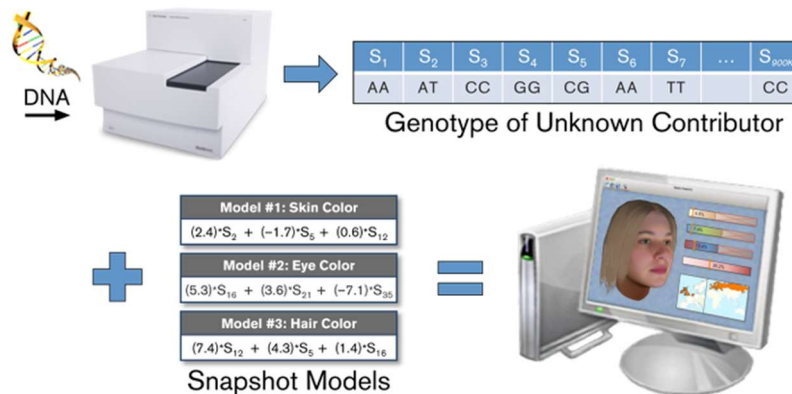 DNA
S₁ S₂ S₃ S₄ S₅ S₆ S₇ ... S₉₀₀ₖ
AA AT CC GG CG AA TT CC
Genotype of Unknown Contributor
Model #1: Skin Color
(2.4)*S₂ + (-1.7)*S₅ + (0.6)*S₁₂
Model #2: Eye Color
(5.3)*S₁₆ + (3.6)*S₂₁ + (-7.1)*S₃₅
Model #3: Hair Color
(7.4)*S₁₂ + (4.3)*S₅ + (1.4)*S₁₆
Snapshot Models